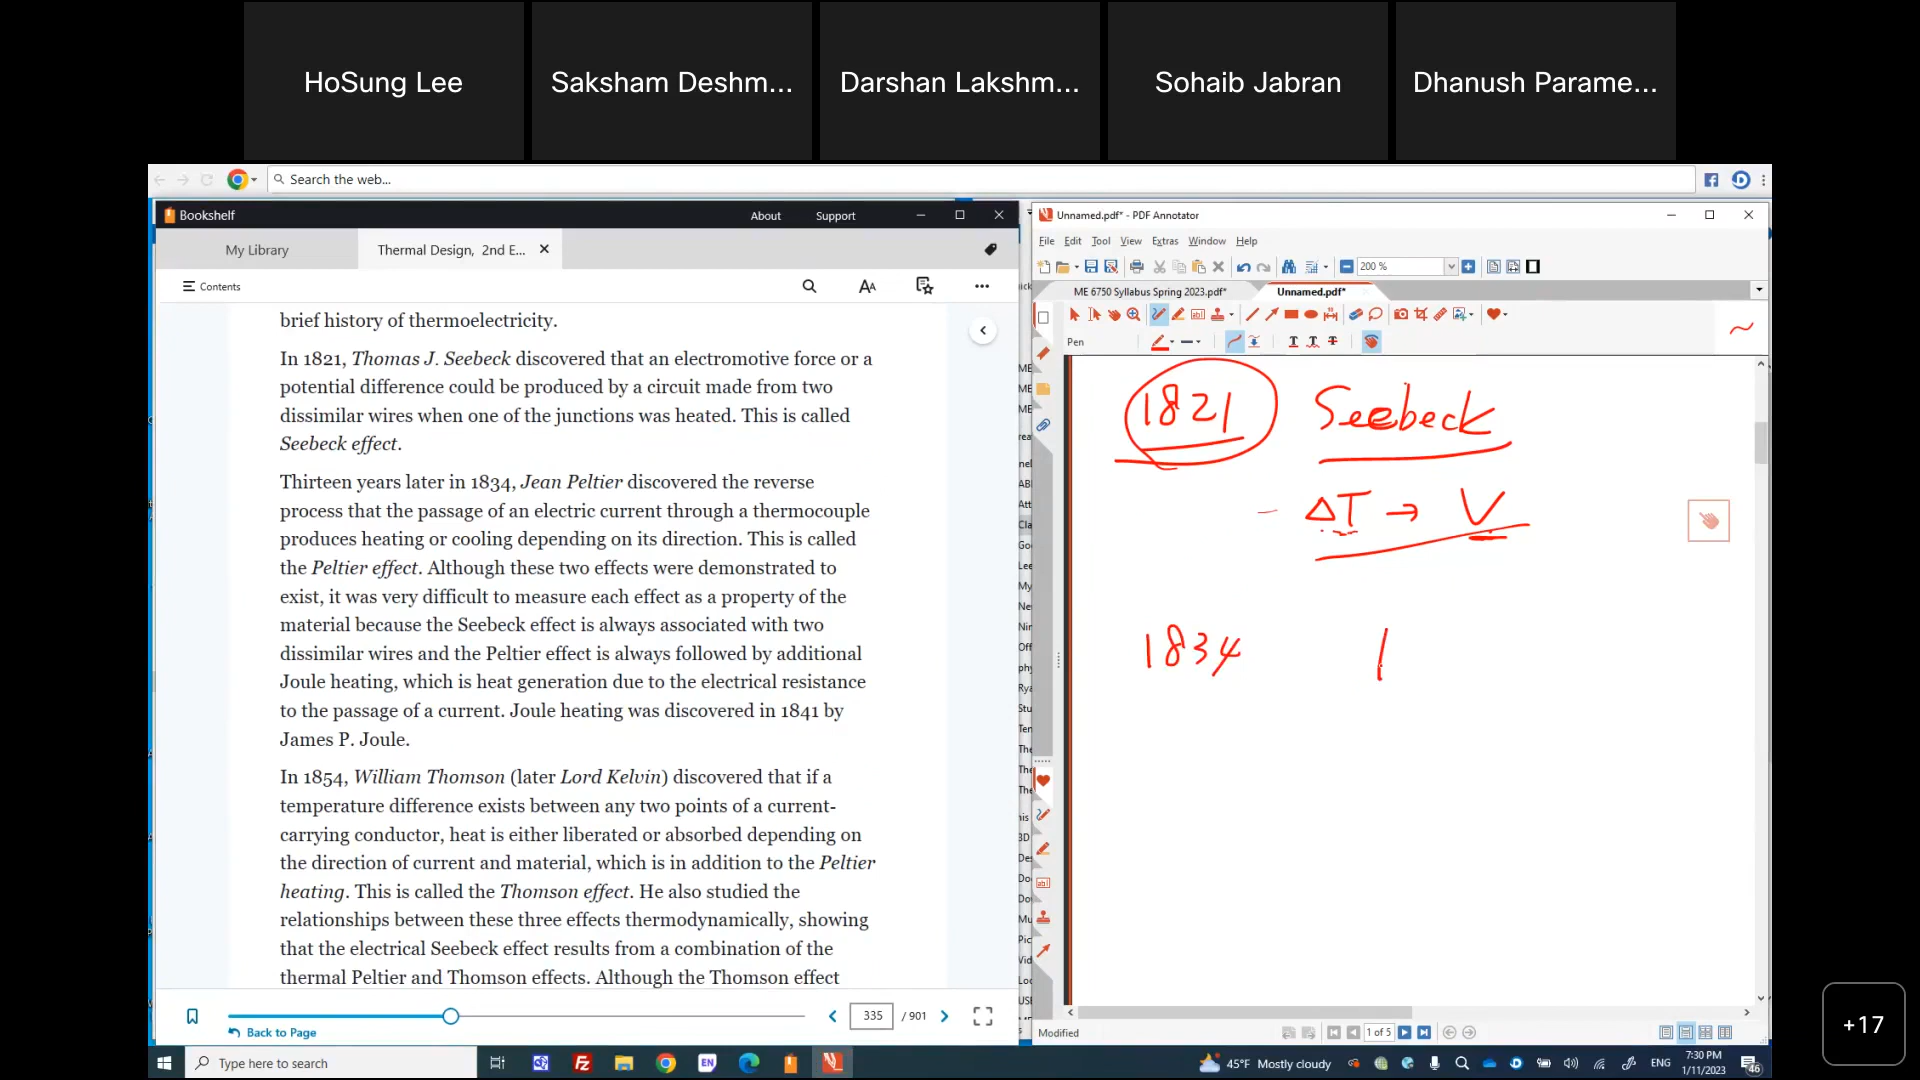 HoSung Lee
Saksham Deshm...
Darshan Lakshm...
Sohaib Jabran
Dhanush Parame...
Search the web...
Bookshelf
About
Support
My Library
Thermal Design, 2nd E...
Contents
brief history of thermoelectricity.
In 1821, Thomas J. Seebeck discovered that an electromotive force or a
potential difference could be produced by a circuit made from two
dissimilar wires when one of the junctions was heated. This is called
Seebeck effect.
Thirteen years later in 1834, Jean Peltier discovered the reverse
process that the passage of an electric current through a thermocouple
produces heating or cooling depending on its direction. This is called
the Peltier effect. Although these two effects were demonstrated to
exist, it was very difficult to measure each effect as a property of the
material because the Seebeck effect is always associated with two
dissimilar wires and the Peltier effect is always followed by additional
Joule heating, which is heat generation due to the electrical resistance
to the passage of a current. Joule heating was discovered in 1841 by
James P. Joule.
In 1854, William Thomson (later Lord Kelvin) discovered that if a
temperature difference exists between any two points of a current-
carrying conductor, heat is either liberated or absorbed depending on
the direction of current and material, which is in addition to the Peltier
heating. This is called the Thomson effect. He also studied the
relationships between these three effects thermodynamically, showing
that the electrical Seebeck effect results from a combination of the
thermal Peltier and Thomson effects. Although the Thomson effect
335 / 901
Back to Page
Unnamed.pdf* - PDF Annotator
File Edit Tool View Extras Window Help
200 %
ME 6750 Syllabus Spring 2023.pdf*
Unnamed.pdf*
Pen
1821 Seebeck
- ΔT → V
1834
Modified
1 of 5
Type here to search
45°F Mostly cloudy
ENG
7:30 PM
1/11/2023
46
+17